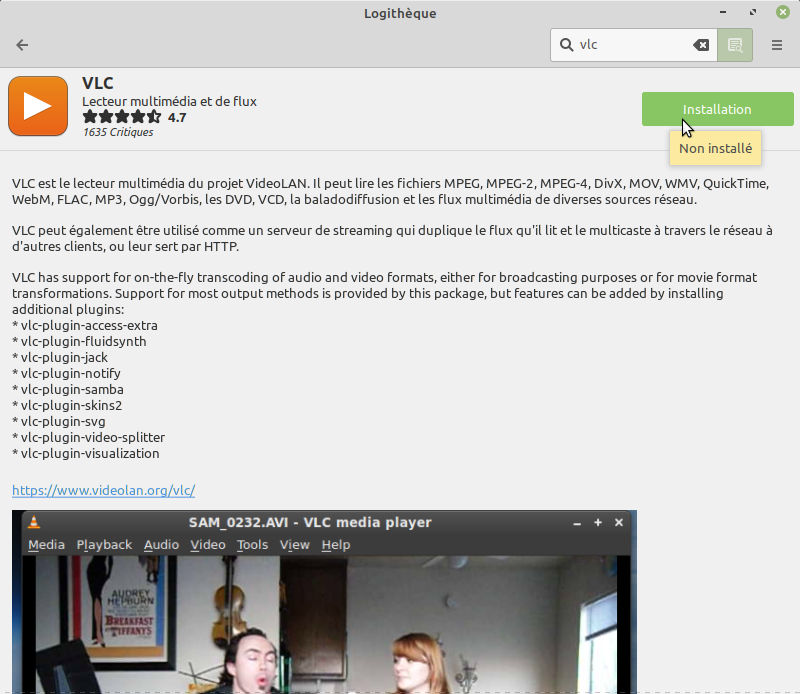 Logithèque
vlc
VLC
Lecteur multimédia et de flux
4.7
1635 Critiques
Installation
Non installé
VLC est le lecteur multimédia du projet VideoLAN. Il peut lire les fichiers MPEG, MPEG-2, MPEG-4, DivX, MOV, WMV, QuickTime,
WebM, FLAC, MP3, Ogg/Vorbis, les DVD, VCD, la baladodiffusion et les flux multimédia de diverses sources réseau.
VLC peut également être utilisé comme un serveur de streaming qui duplique le flux qu'il lit et le multicaste à travers le réseau à
d'autres clients, ou leur sert par HTTP.
VLC has support for on-the-fly transcoding of audio and video formats, either for broadcasting purposes or for movie format
transformations. Support for most output methods is provided by this package, but features can be added by installing
additional plugins:
* vlc-plugin-access-extra
* vlc-plugin-fluidsynth
* vlc-plugin-jack
* vlc-plugin-notify
* vlc-plugin-samba
* vlc-plugin-skins2
* vlc-plugin-svg
* vlc-plugin-video-splitter
* vlc-plugin-visualization
https://www.videolan.org/vlc/
SAM_0232.AVI - VLC media player
Media Playback Audio Video Tools View Help
AUDREY
HEPBURN
BREAKFAST
TIFFANY'S